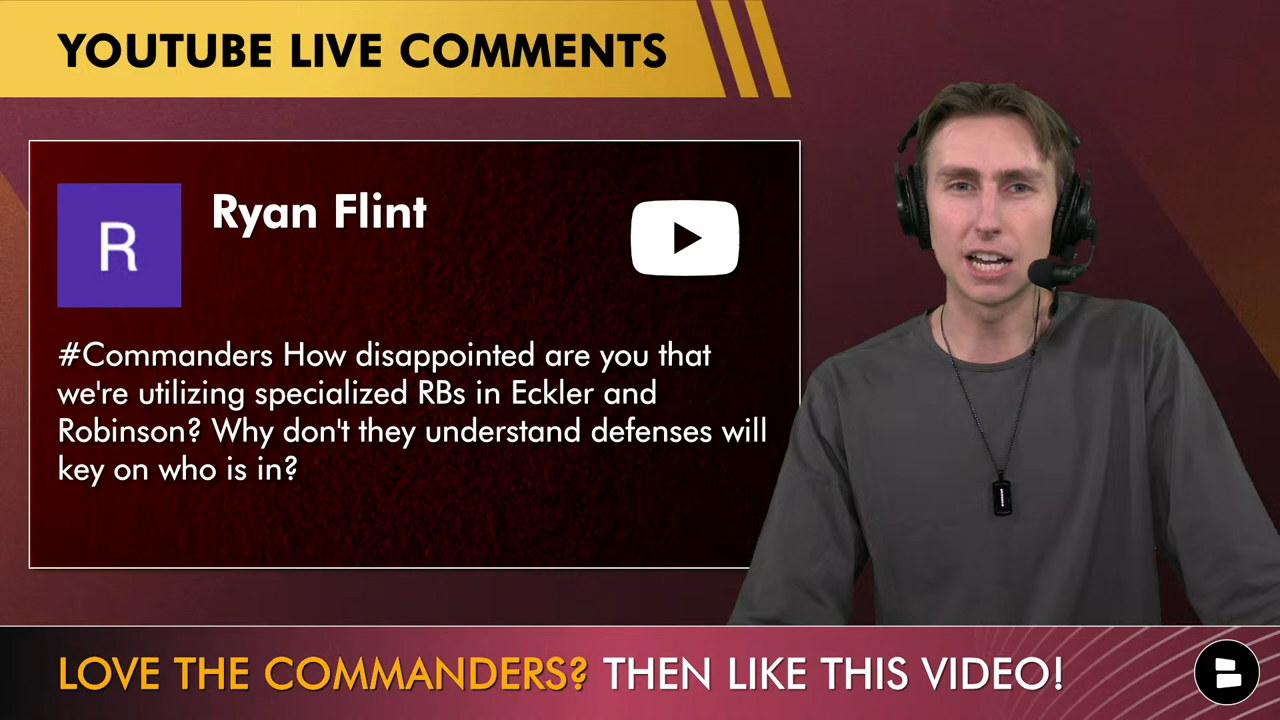 YOUTUBE LIVE COMMENTS
R
Ryan Flint
#Commanders How disappointed are you that
we're utilizing specialized RBs in Eckler and
Robinson? Why don't they understand defenses will
key on who is in?
LOVE THE COMMANDERS? THEN LIKE THIS VIDEO!